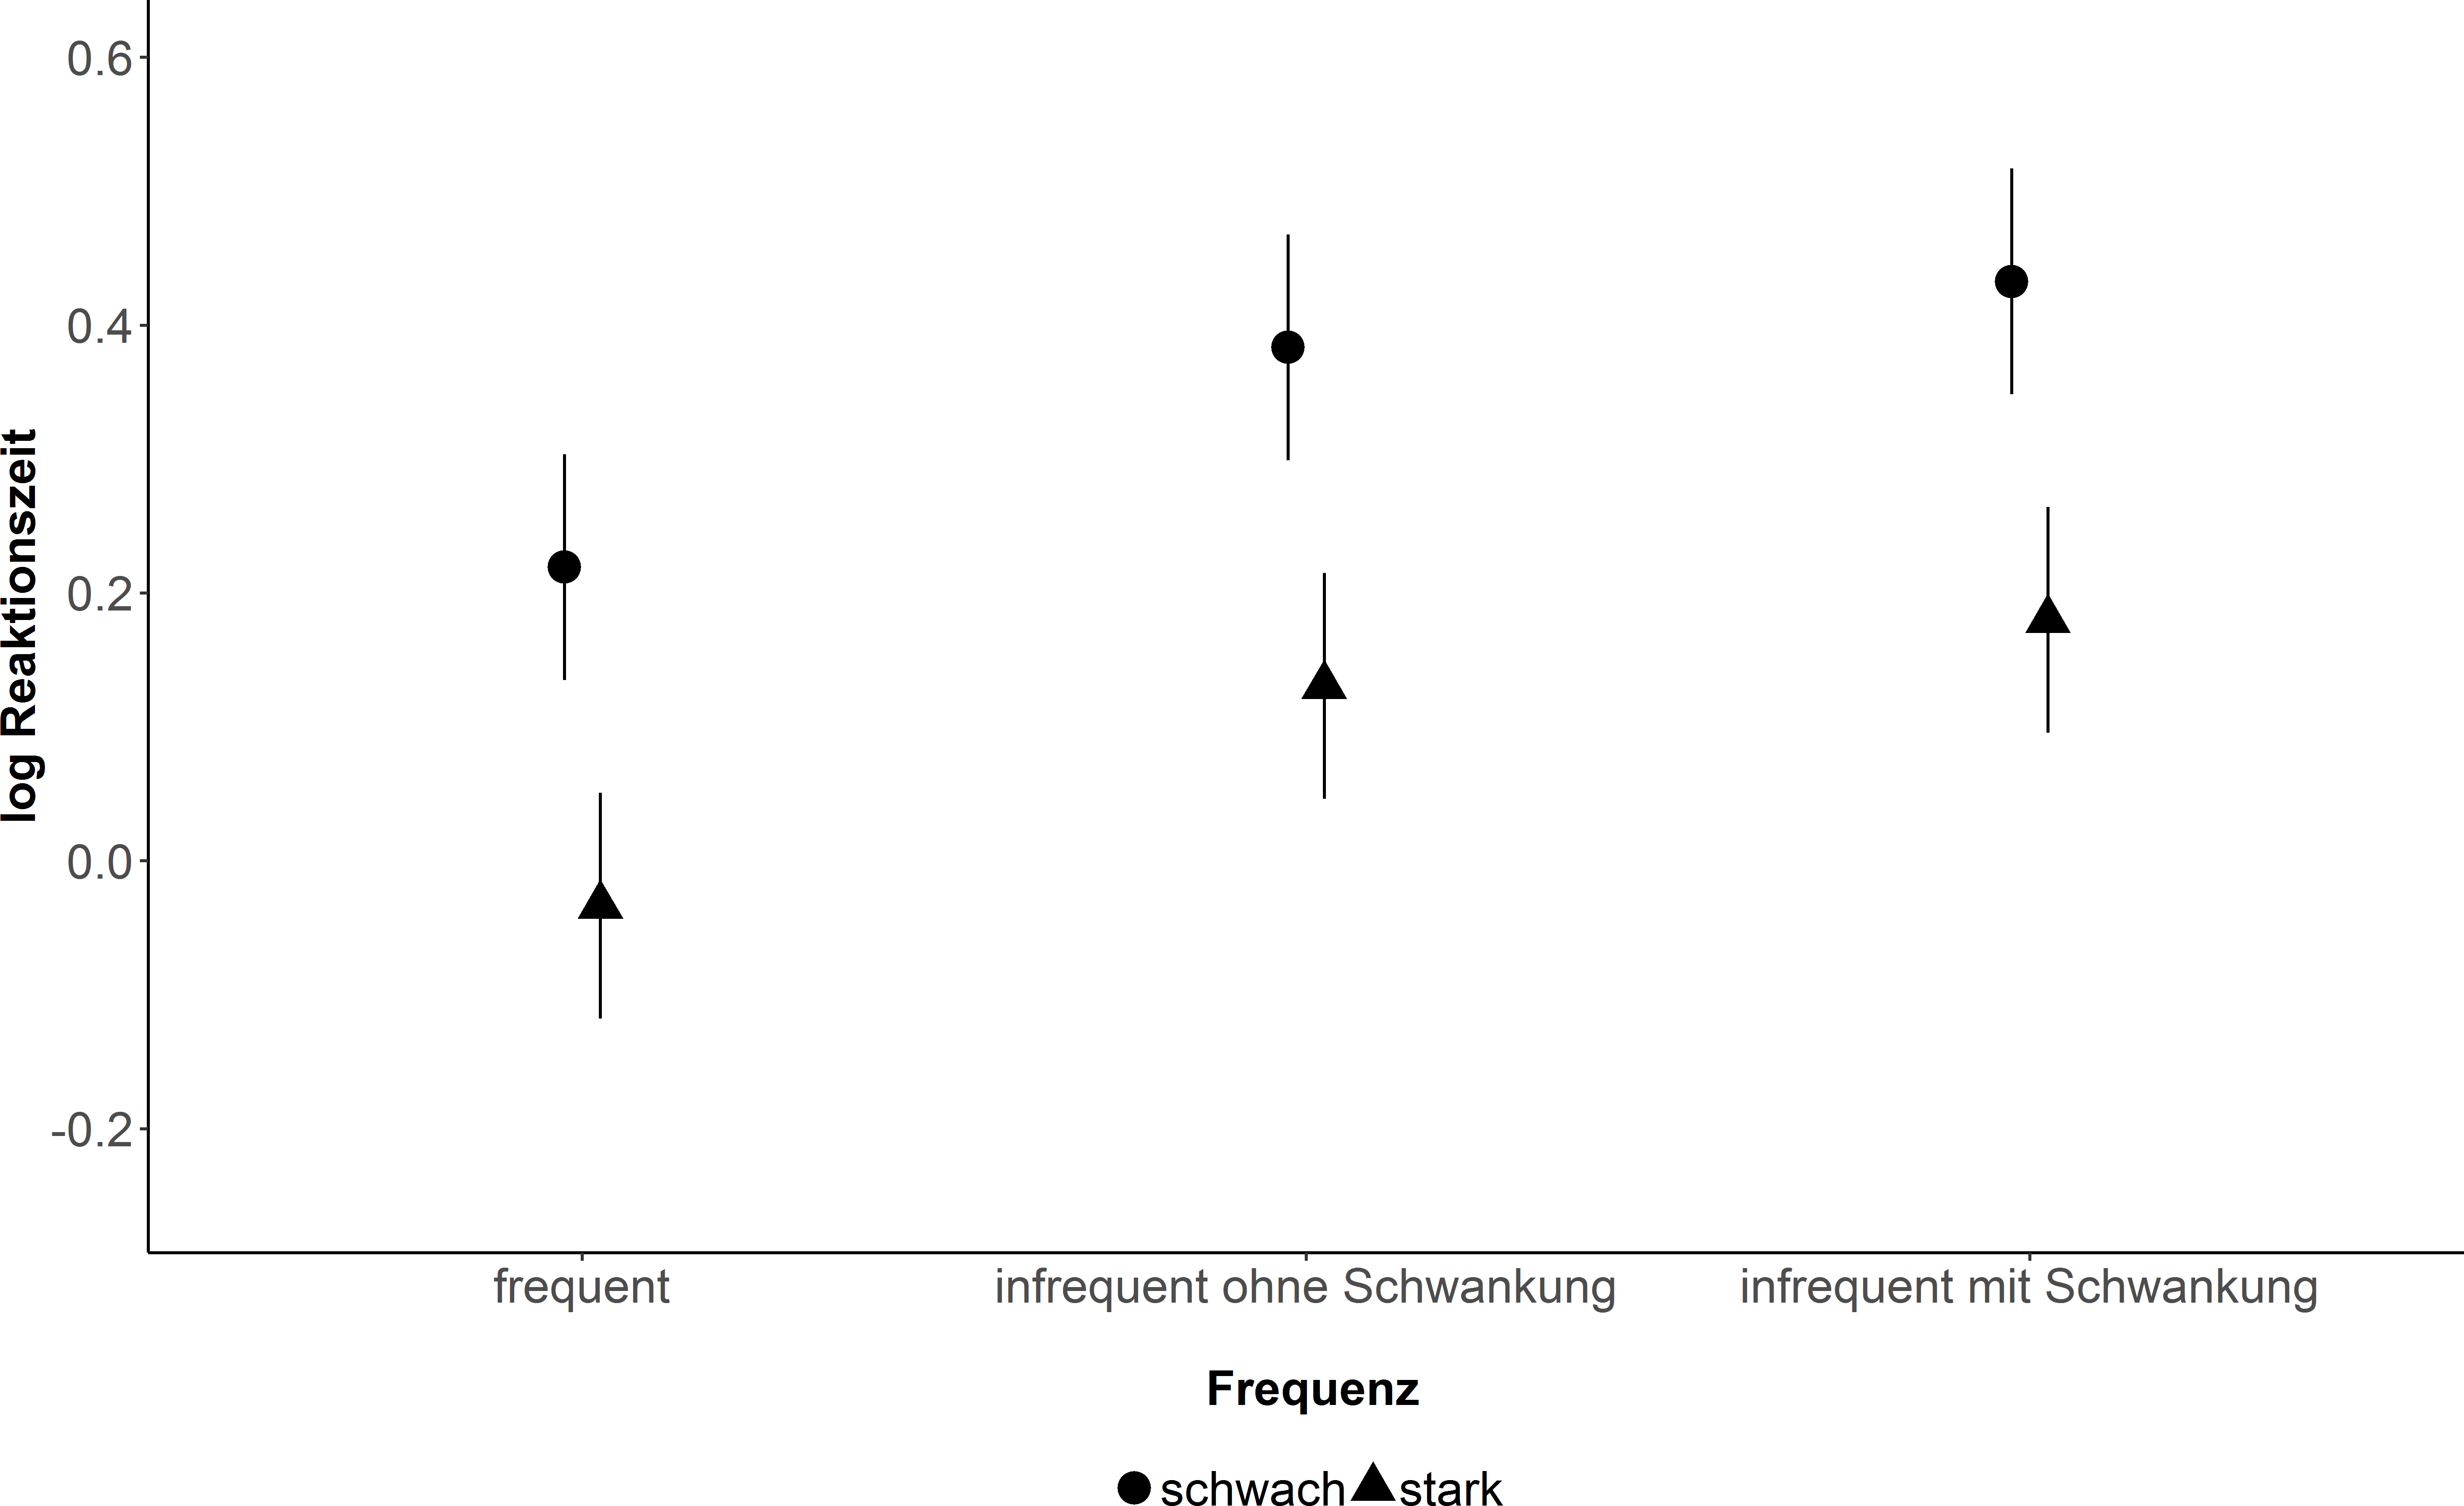 log Reaktionszeit
0.6
0.4
0.2
0.0
-0.2
frequent
infrequent ohne Schwankung
infrequent mit Schwankung
Frequenz
schwach
stark